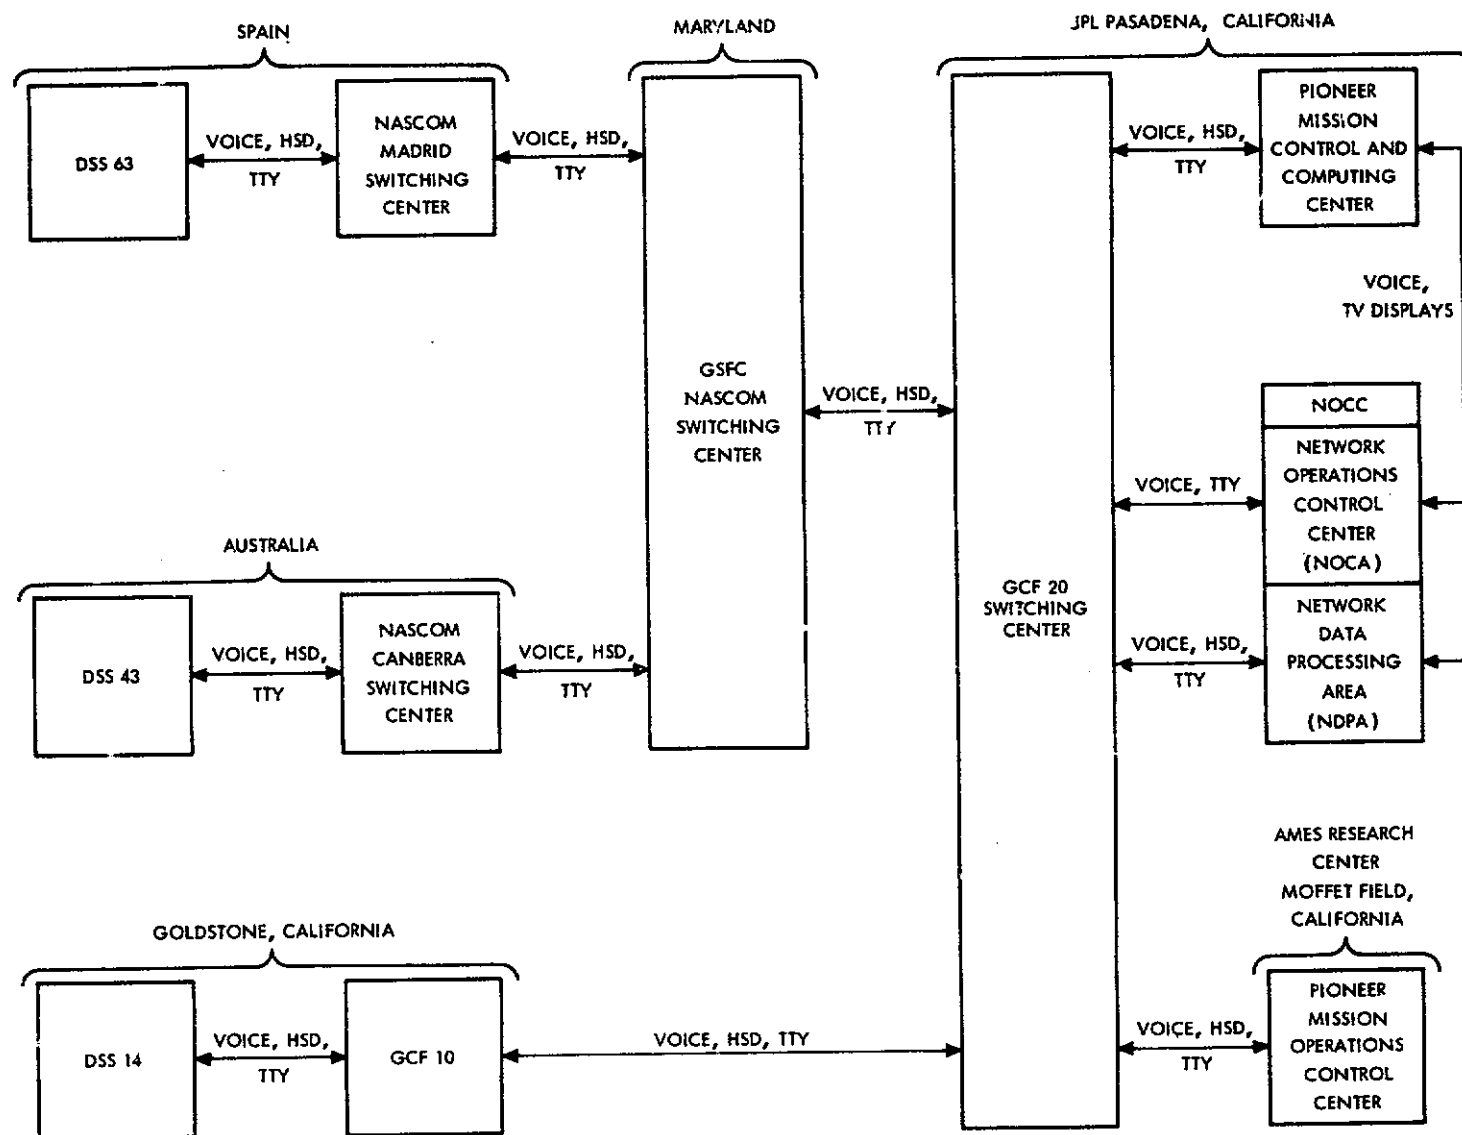 SPAIN
MARYLAND
JPL PASADENA, CALIFORNIA
DSS 63
VOICE, HSD,
TTY
NASCOM
MADRID
SWITCHING
CENTER
VOICE, HSD,
TTY
GSFC
NASCOM
SWITCHING
CENTER
VOICE, HSD,
TTY
GCF 20
SWITCHING
CENTER
VOICE, HSD,
TTY
PIONEER
MISSION
CONTROL AND
COMPUTING
CENTER
VOICE,
TV DISPLAYS
VOICE, TTY
NOCC
NETWORK
OPERATIONS
CONTROL
CENTER
(NOCA)
VOICE, HSD,
TTY
NETWORK
DATA
PROCESSING
AREA
(NDPA)
AUSTRALIA
DSS 43
VOICE, HSD,
TTY
NASCOM
CANBERRA
SWITCHING
CENTER
VOICE, HSD,
TTY
GOLDSTONE, CALIFORNIA
DSS 14
VOICE, HSD,
TTY
GCF 10
VOICE, HSD, TTY
AMES RESEARCH
CENTER
MOFFET FIELD,
CALIFORNIA
VOICE, HSD,
TTY
PIONEER
MISSION
OPERATIONS
CONTROL
CENTER